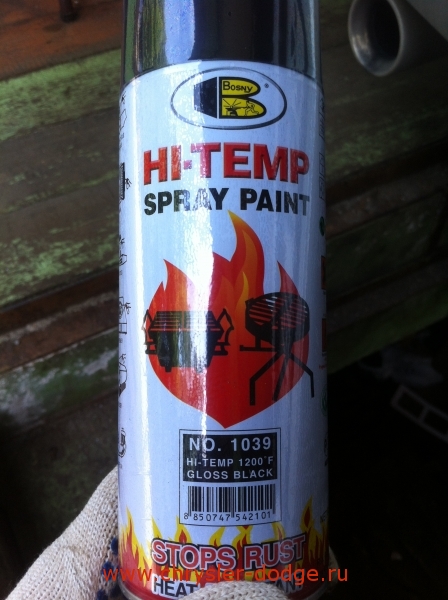 BOSNY
B
HI-TEMP
SPRAY PAINT
NO. 1039
HI-TEMP 1200°F
GLOSS BLACK
8 850747 542101
STOPS RUST
HEAT
www.chrysler-dodge.ru